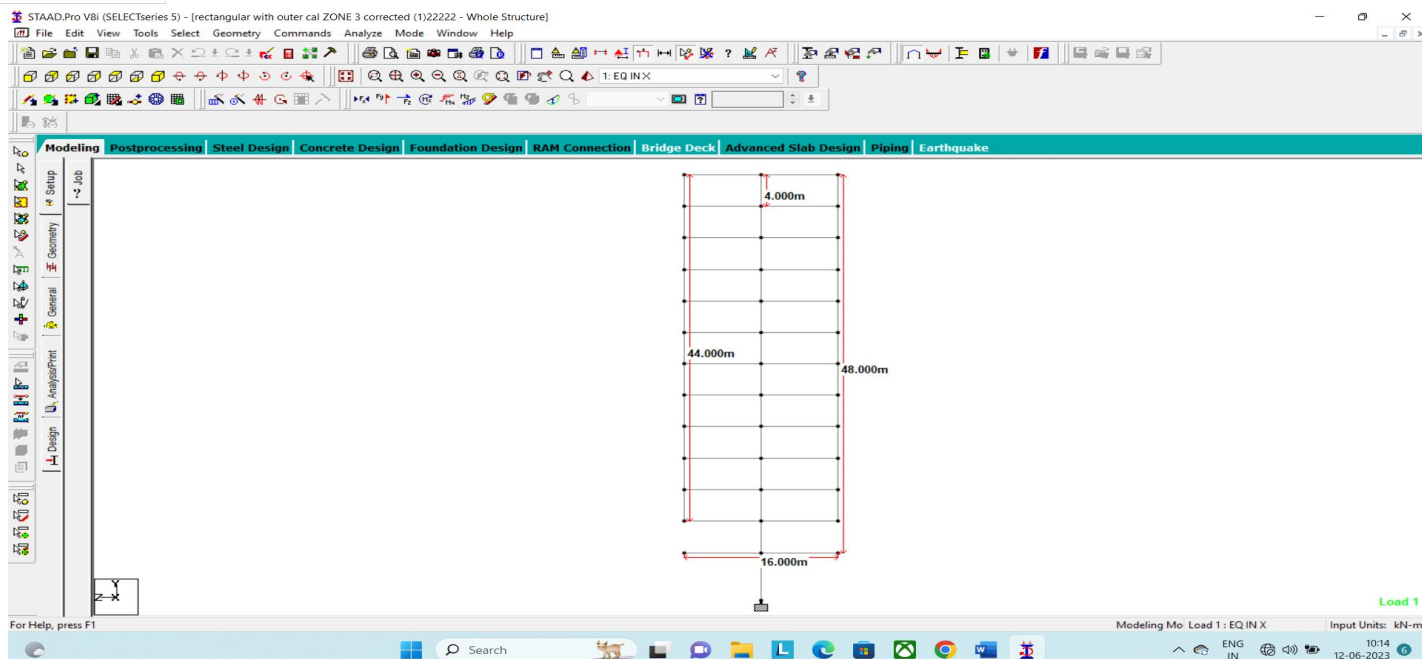 STAAD.Pro V8i (SELECTseries 5) - [rectangular with outer cal ZONE 3 corrected (1)22222 - Whole Structure]
File Edit View Tools Select Geometry Commands Analyze Mode Window Help
1: EQ IN X
Modeling Postprocessing Steel Design Concrete Design Foundation Design RAM Connection Bridge Deck Advanced Slab Design Piping Earthquake
Setup
Job
Geometry
General
Analysis/Print
Design
4.000m
44.000m
48.000m
16.000m
Y
Z X
Load 1
For Help, press F1
Modeling Mo Load 1 : EQ IN X Input Units: kN-m
Search
ENG
IN
10:14
12-06-2023
6